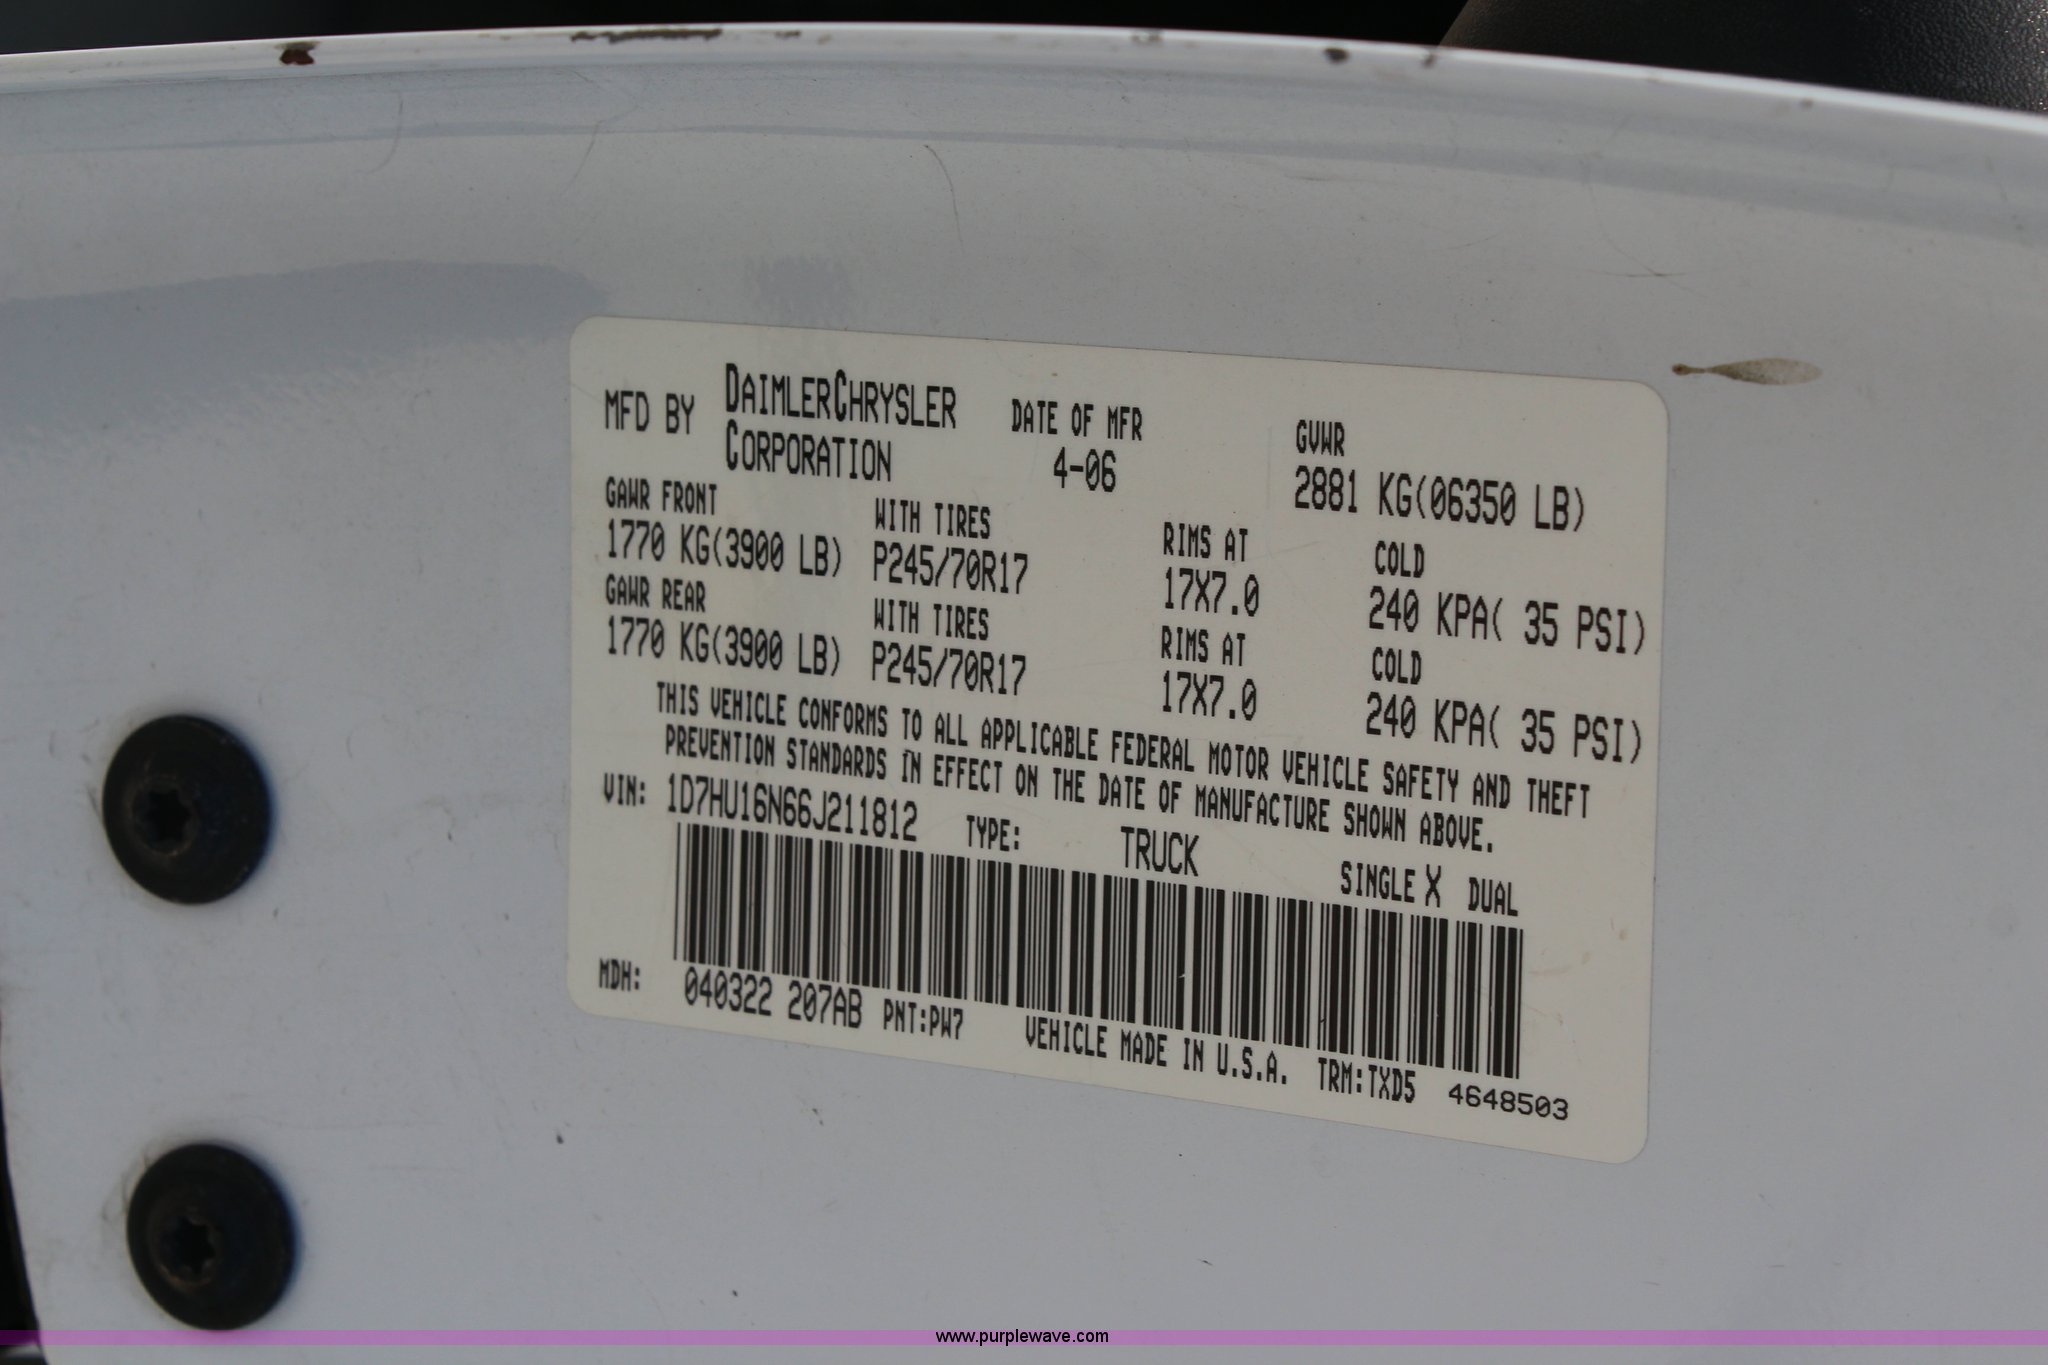 MFD BY DAIMLERCHRYSLER CORPORATION
DATE OF MFR
4-06
GVWR
2881 KG(06350 LB)
GAWR FRONT WITH TIRES RIMS AT COLD
1770 KG(3900 LB) P245/70R17 17X7.0 240 KPA( 35 PSI)
GAWR REAR WITH TIRES RIMS AT COLD
1770 KG(3900 LB) P245/70R17 17X7.0 240 KPA( 35 PSI)
THIS VEHICLE CONFORMS TO ALL APPLICABLE FEDERAL MOTOR VEHICLE SAFETY AND THEFT
PREVENTION STANDARDS IN EFFECT ON THE DATE OF MANUFACTURE SHOWN ABOVE.
VIN: 1D7HU16N66J211812 TYPE: TRUCK SINGLE X DUAL
MDH: 040322 207AB PNT:PW7 VEHICLE MADE IN U.S.A. TRM:TXD5 4648503
www.purplewave.com